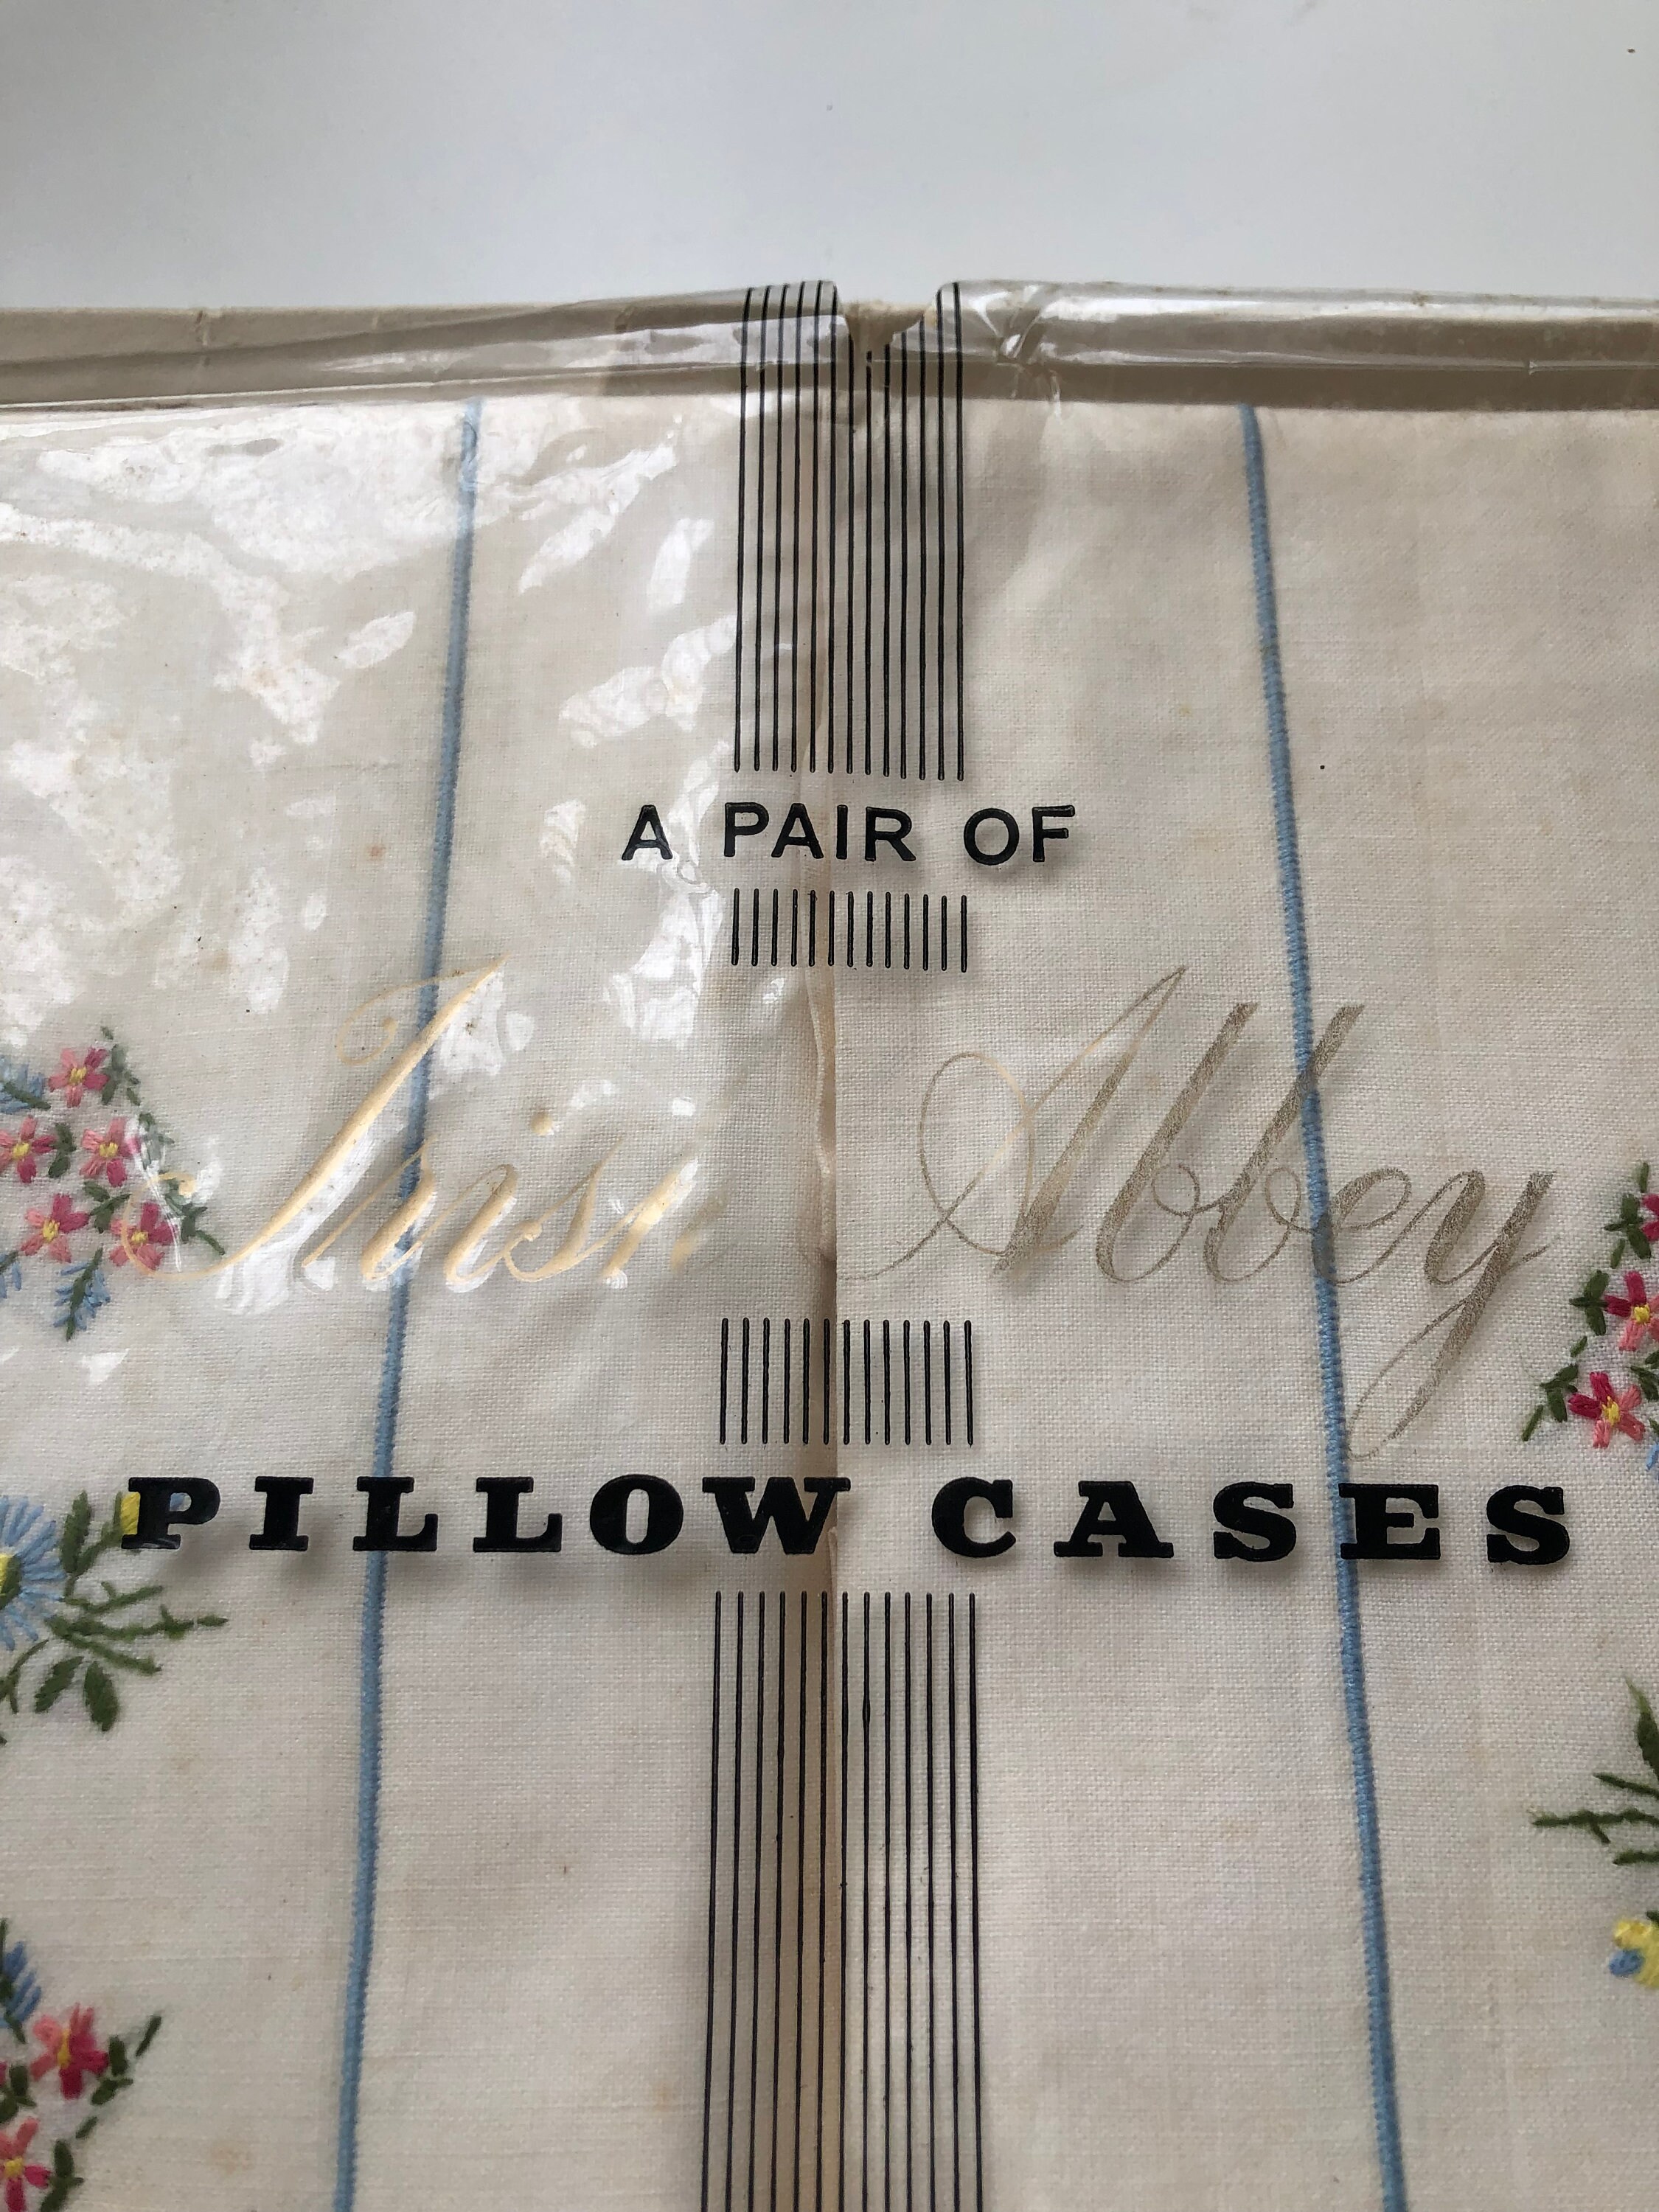 A PAIR OF
Irish Abbey
PILLOW CASES